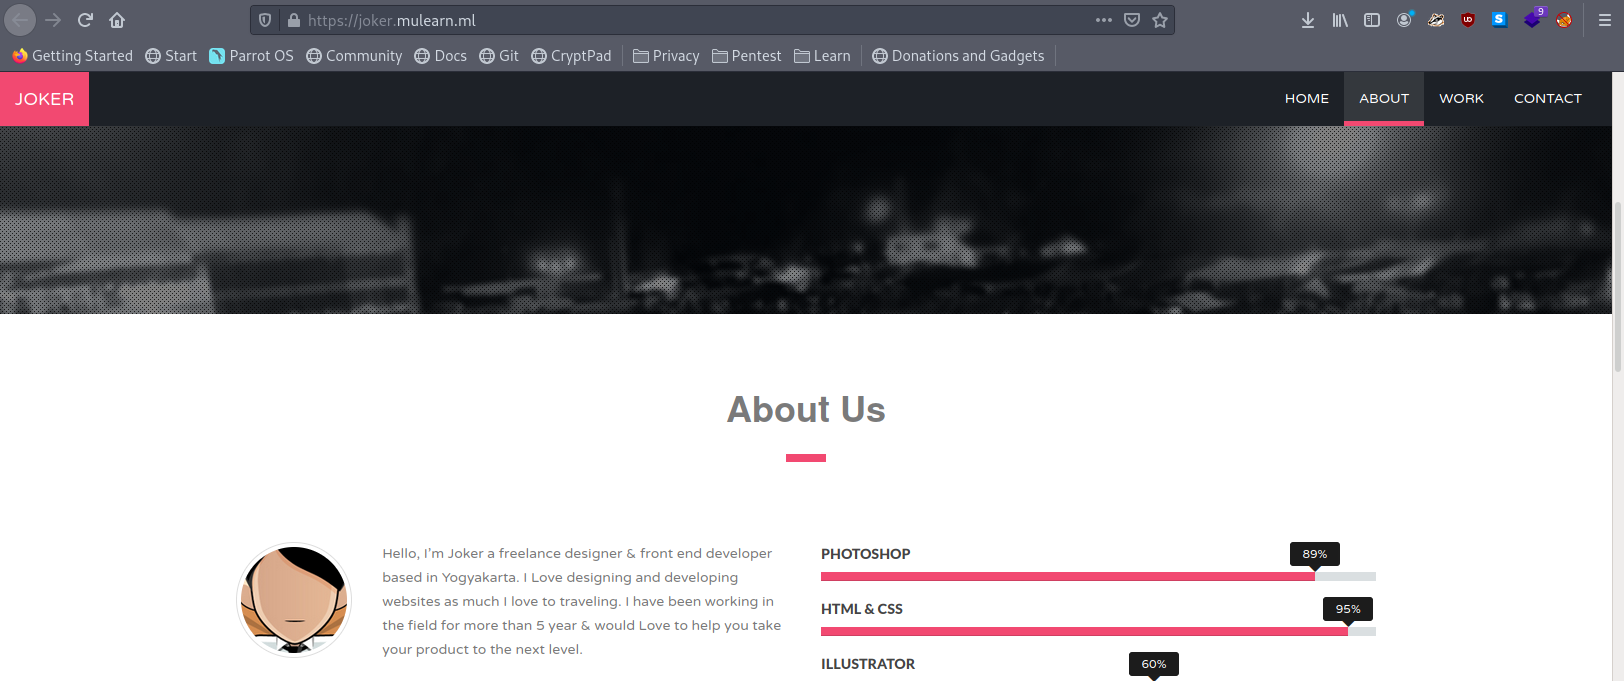 https://joker.mulearn.ml
9
Getting Started Start Parrot OS Community Docs Git CryptPad Privacy Pentest Learn Donations and Gadgets
JOKER HOME ABOUT WORK CONTACT
About Us
Hello, I'm Joker a freelance designer & front end developer
based in Yogyakarta. I Love designing and developing
websites as much I love to traveling. I have been working in
the field for more than 5 year & would Love to help you take
your product to the next level.
PHOTOSHOP 89%
HTML & CSS 95%
ILLUSTRATOR 60%